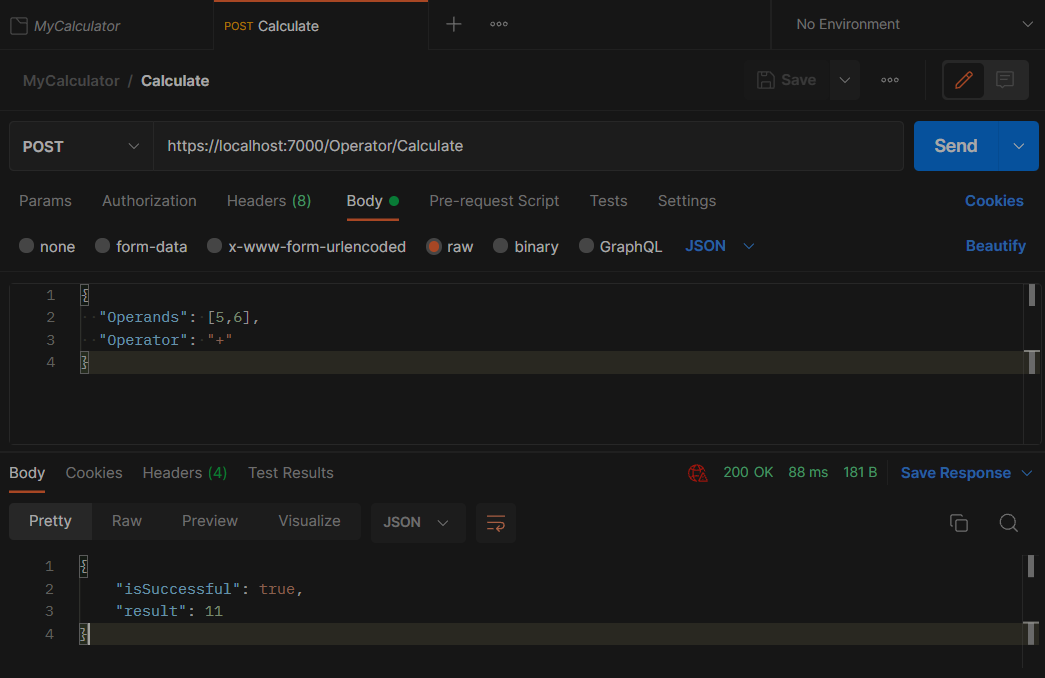 MyCalculator POST Calculate No Environment
MyCalculator / Calculate Save
POST https://localhost:7000/Operator/Calculate Send
Params Authorization Headers (8) Body Pre-request Script Tests Settings Cookies
none form-data x-www-form-urlencoded raw binary GraphQL JSON Beautify
1 {
2 "Operands": [5,6],
3 "Operator": "+"
4 }
Body Cookies Headers (4) Test Results 200 OK 88 ms 181 B Save Response
Pretty Raw Preview Visualize JSON
1 {
2 "isSuccessful": true,
3 "result": 11
4 }